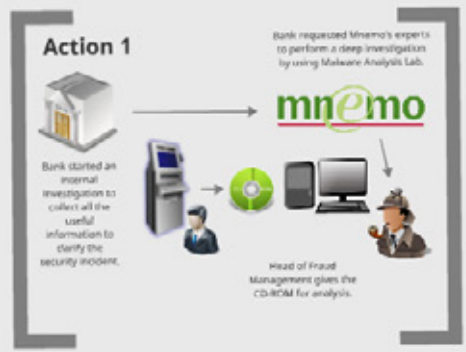 Action 1
Bank requested Mnemo's experts
to perform a deep investigation
by using Malware Analysis Lab.
mnemo
Bank started an
internal
investigation to
collect all the
useful
information to
clarify the
security incident.
Head of Fraud
Management gives the
CD-ROM for analysis.